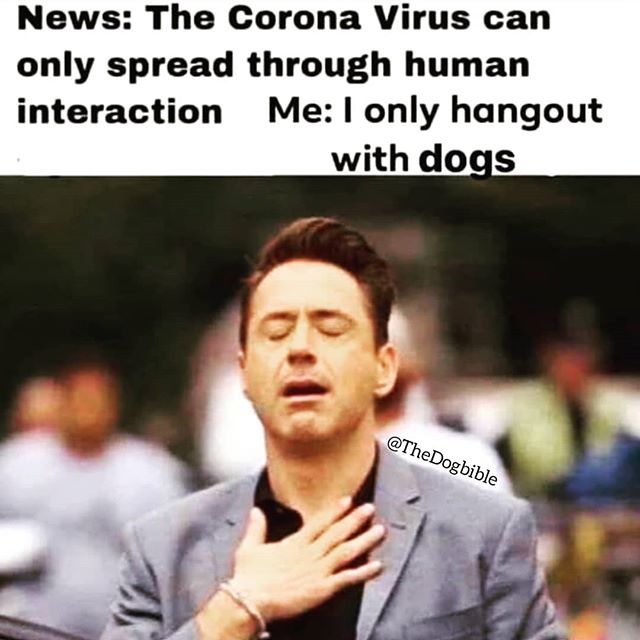 News: The Corona Virus can
only spread through human
interaction Me: I only hangout
with dogs
@TheDogbible